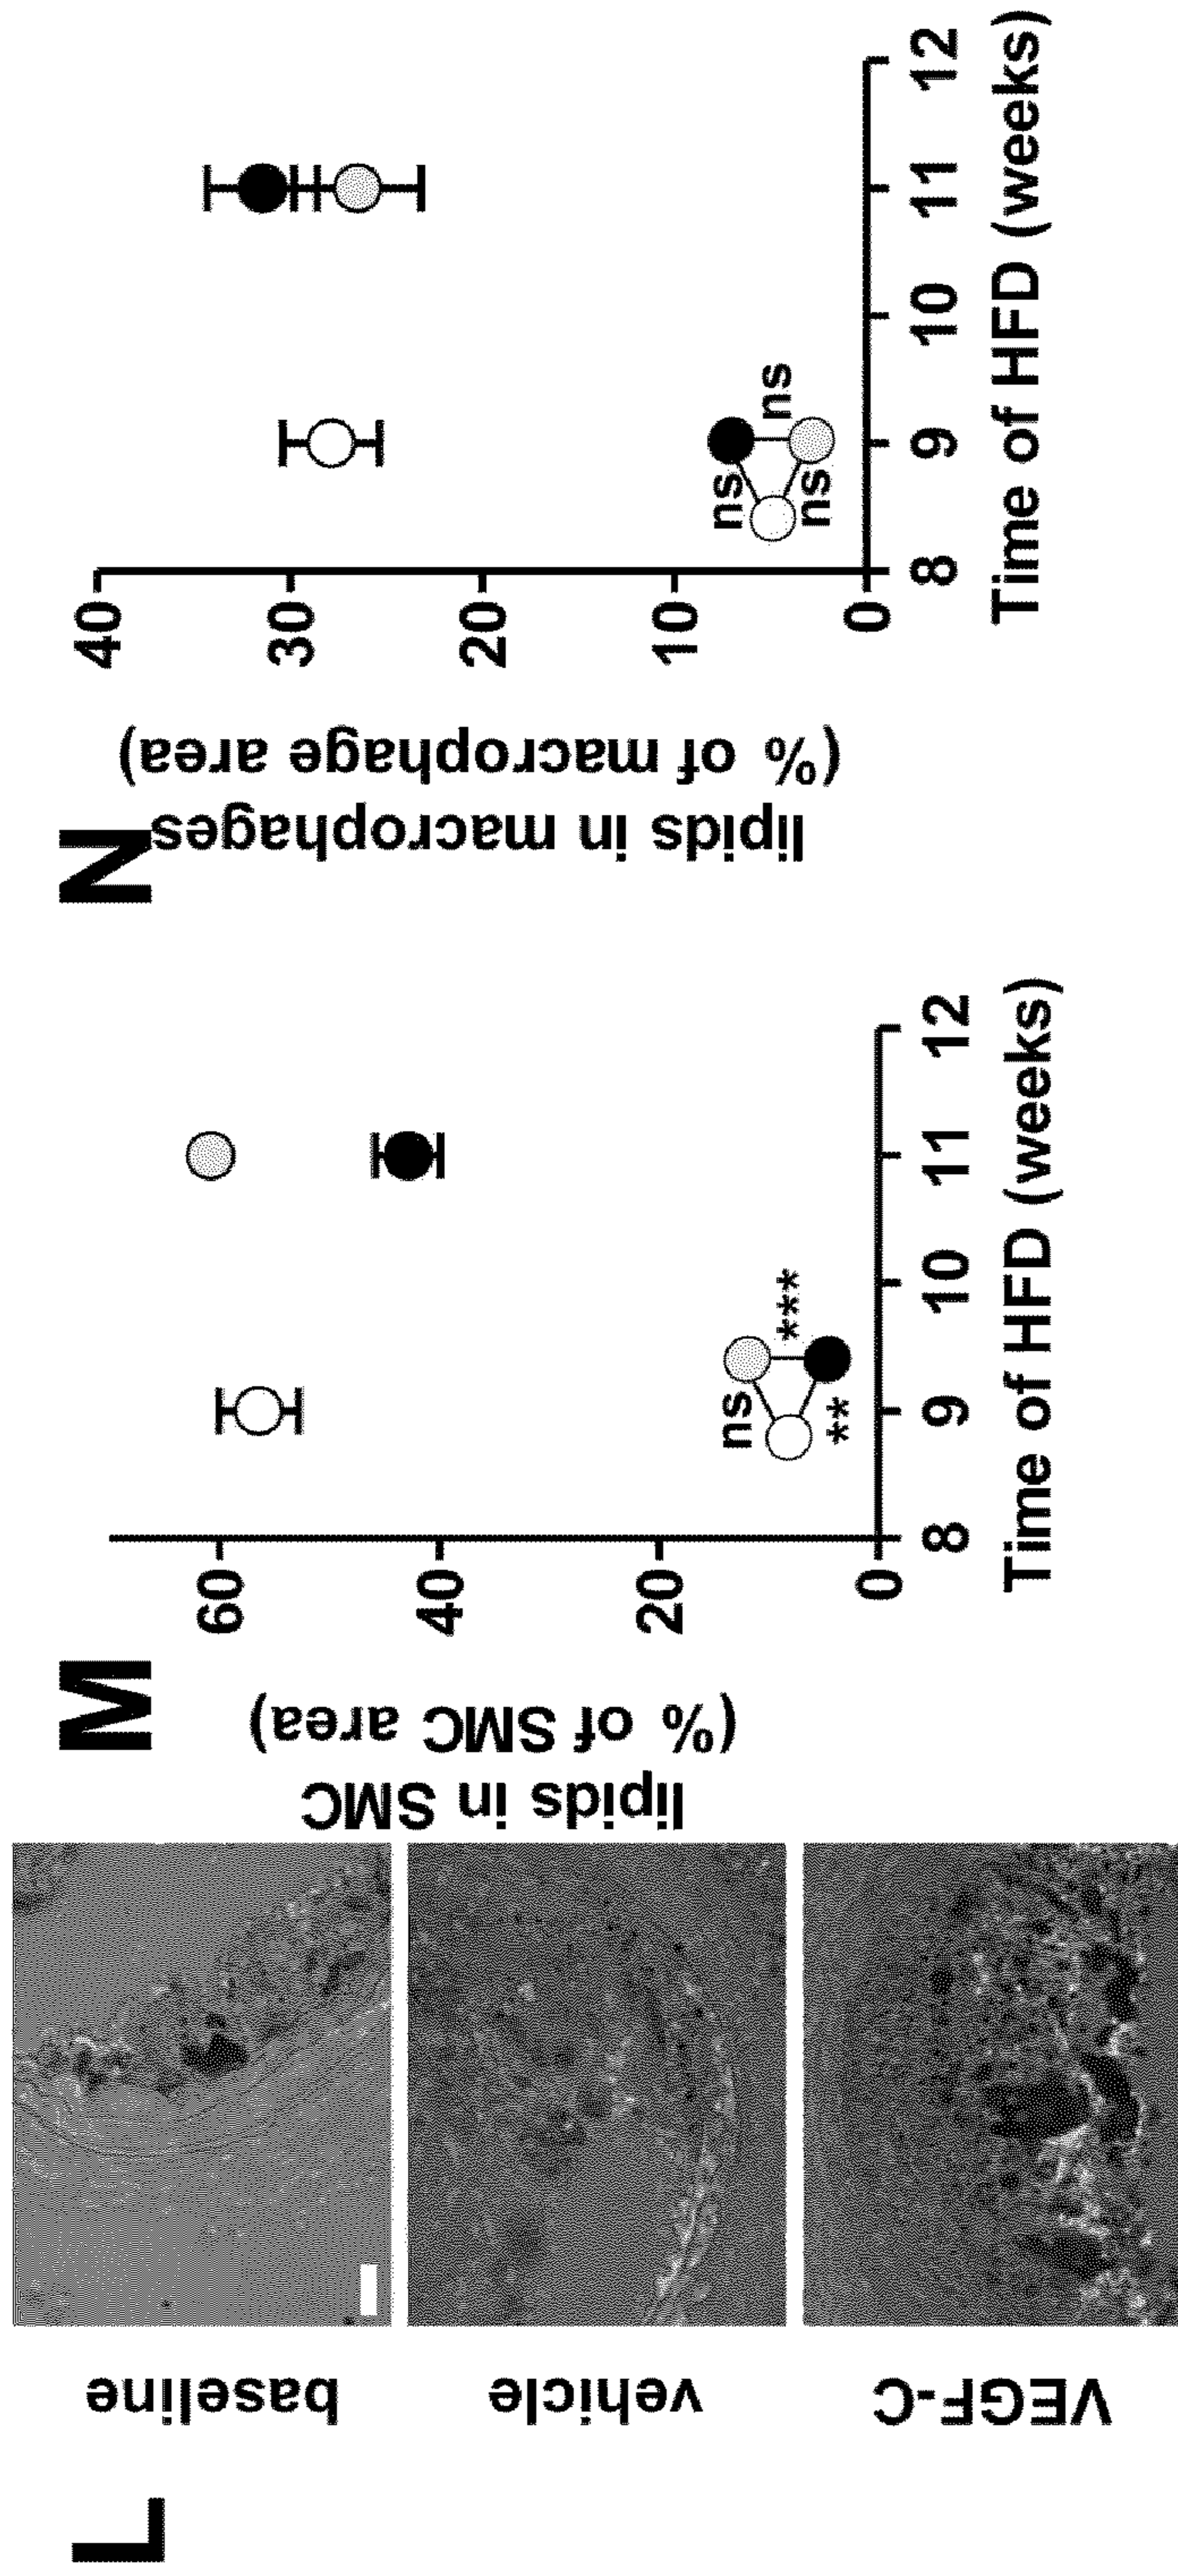 L
baseline
vehicle
VEGF-C
M
lipids in SMC
(% of SMC area)
60
40
20
0
ns
***
**
8 9 10 11 12
Time of HFD (weeks)
N
lipids in macrophages
(% of macrophage area)
40
30
20
10
0
ns
ns
ns
8 9 10 11 12
Time of HFD (weeks)